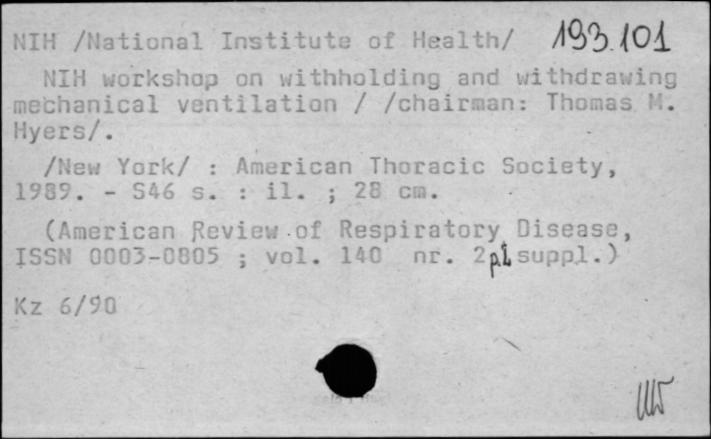 NIH /National Institute of Health/ 193.101
NIH workshop on withholding and withdrawing
mechanical ventilation / /chairman: Thomas M.
Hyers/.
/New York/ : American Thoracic Society,
1989. - S46 s. : il. ; 28 cm.
(American Review of Respiratory Disease,
ISSN 0003-0805 ; vol. 140 nr. 2 p.2 suppl.)
Kz 6/90